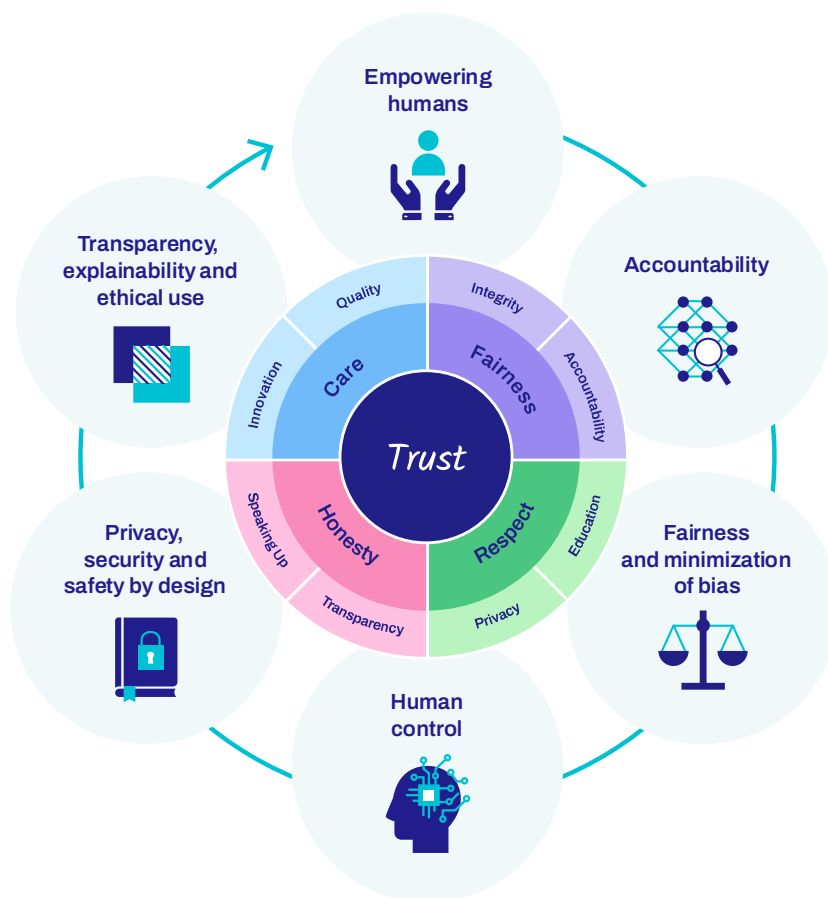 Empowering
humans
Accountability
Fairness
and minimization
of bias
Human
control
Privacy,
security and
safety by design
Transparency,
explainability and
ethical use
Quality
Integrity
Accountability
Education
Privacy
Transparency
Speaking Up
Innovation
Care
Fairness
Respect
Honesty
Trust